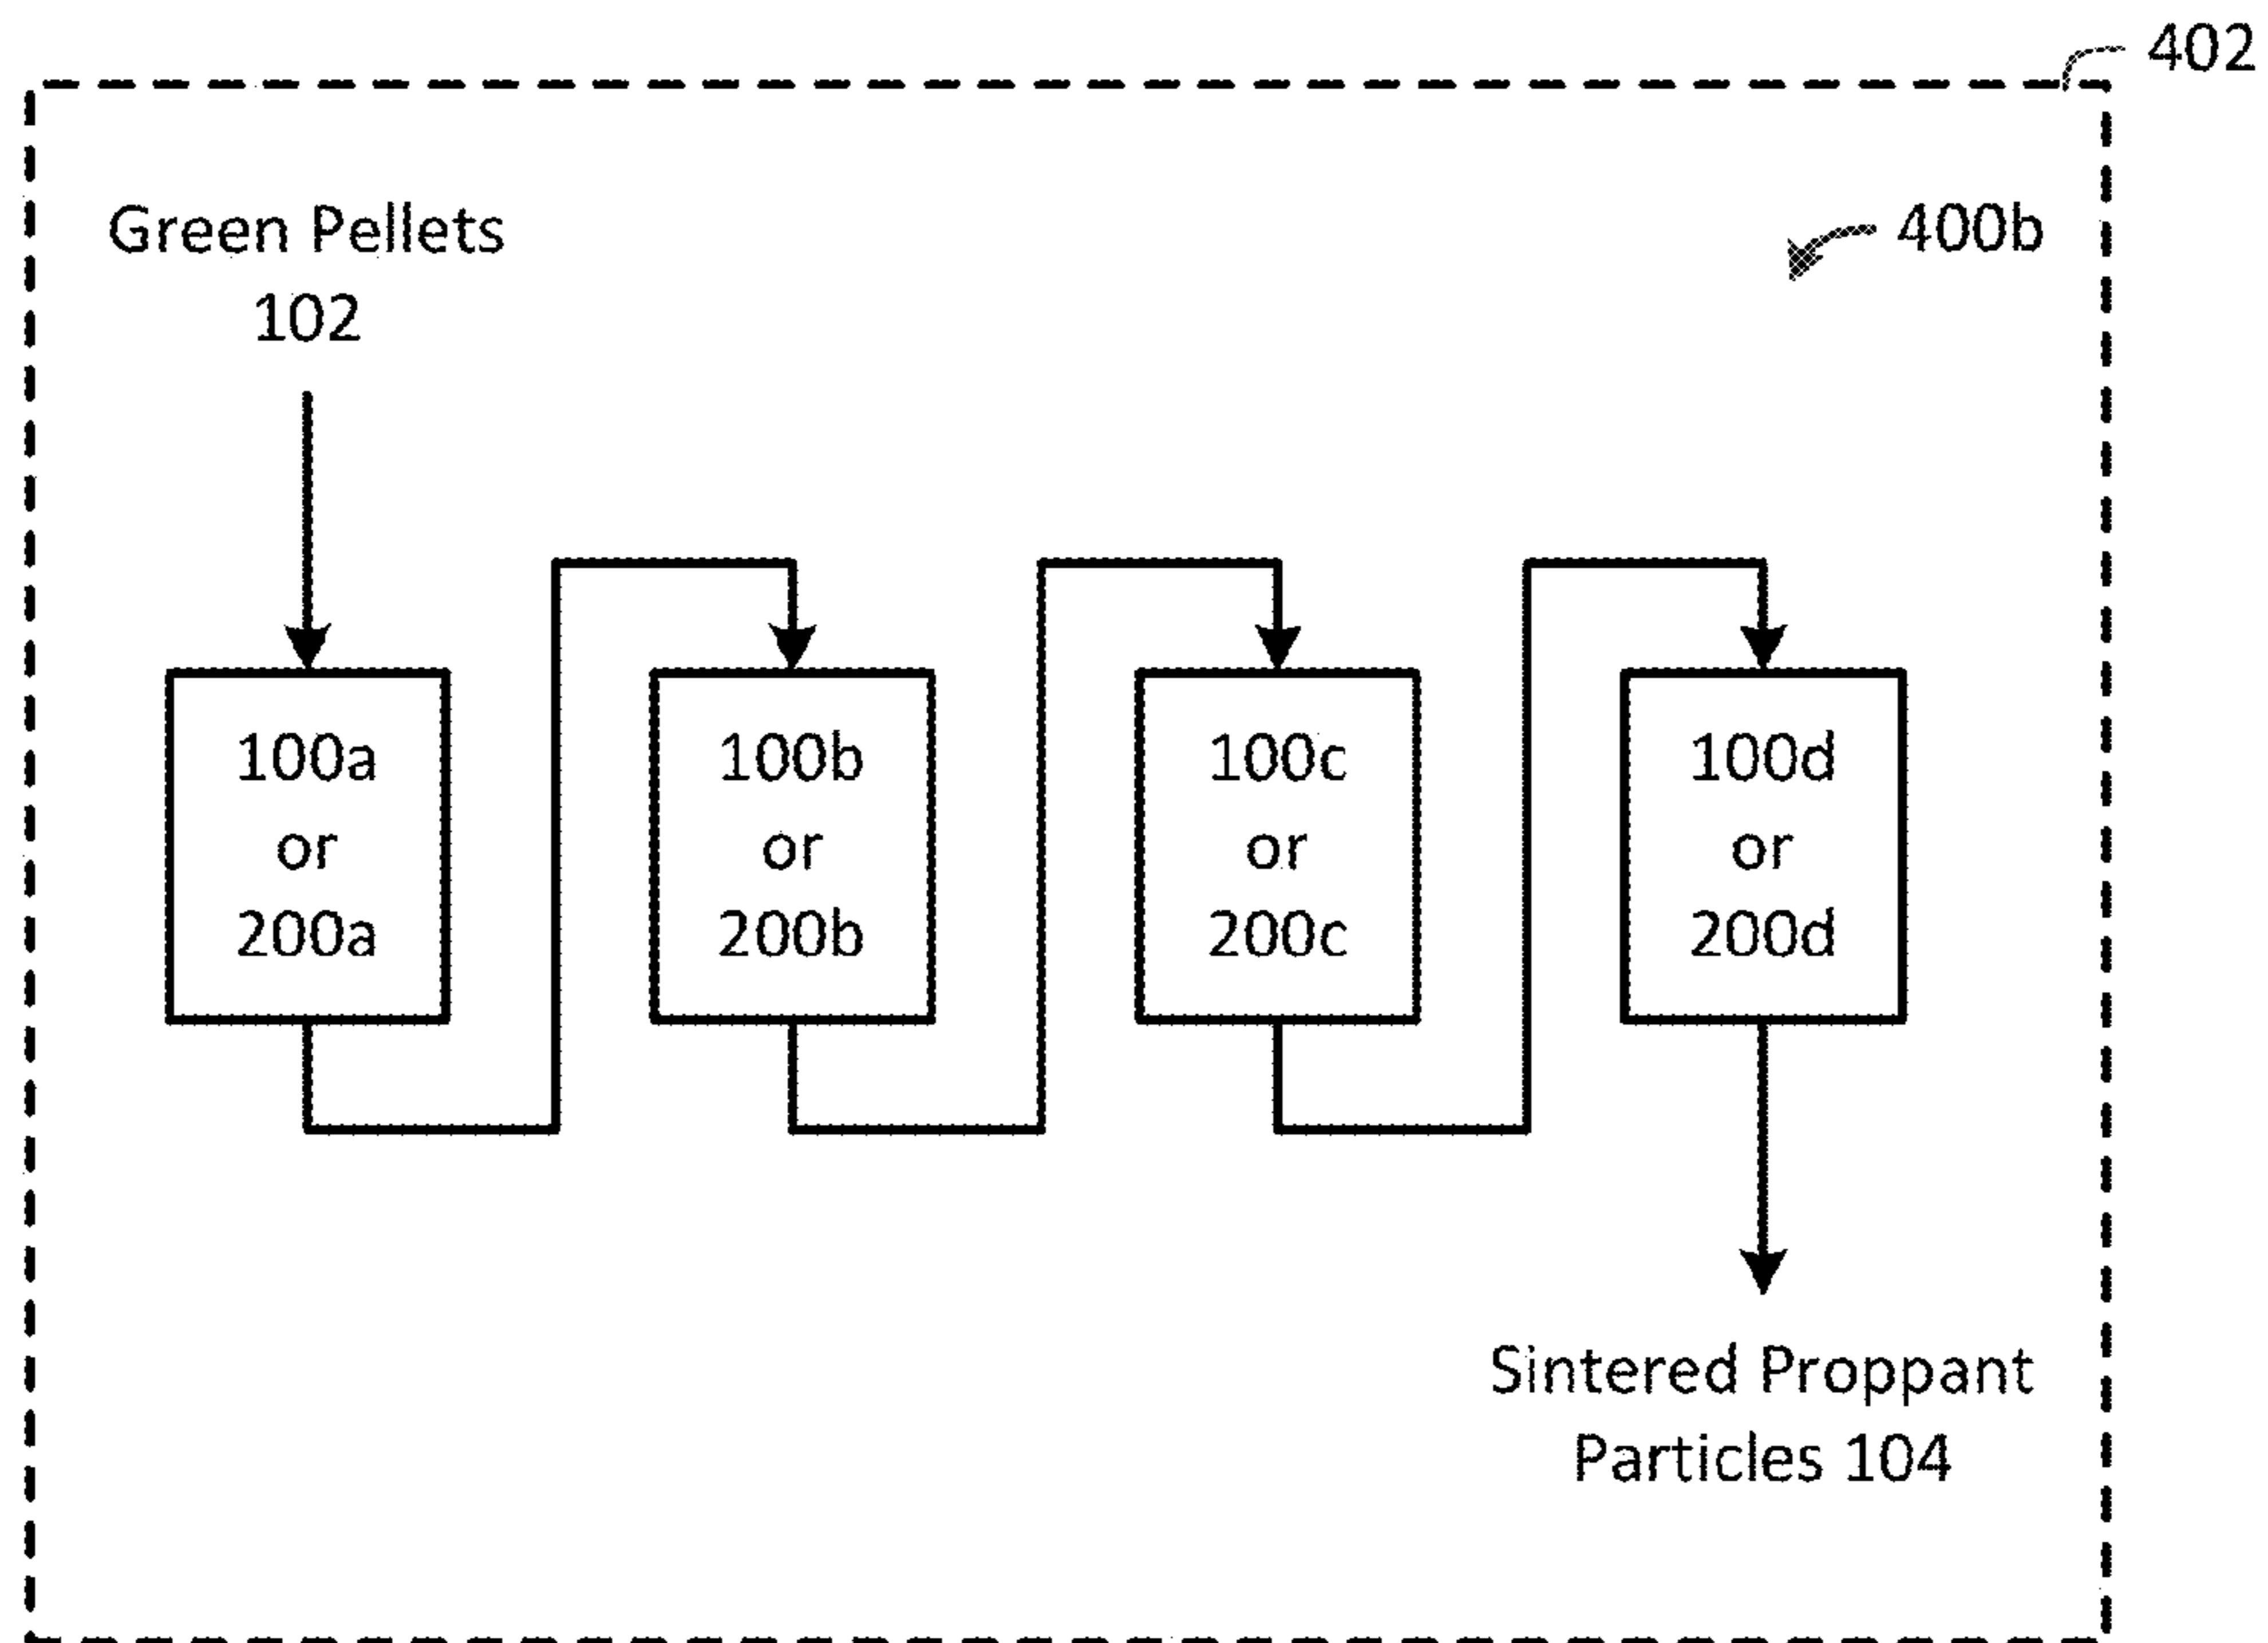 402
Green Pellets
102
400b
100a
or
200a
100b
or
200b
100c
or
200c
100d
or
200d
Sintered Proppant
Particles 104